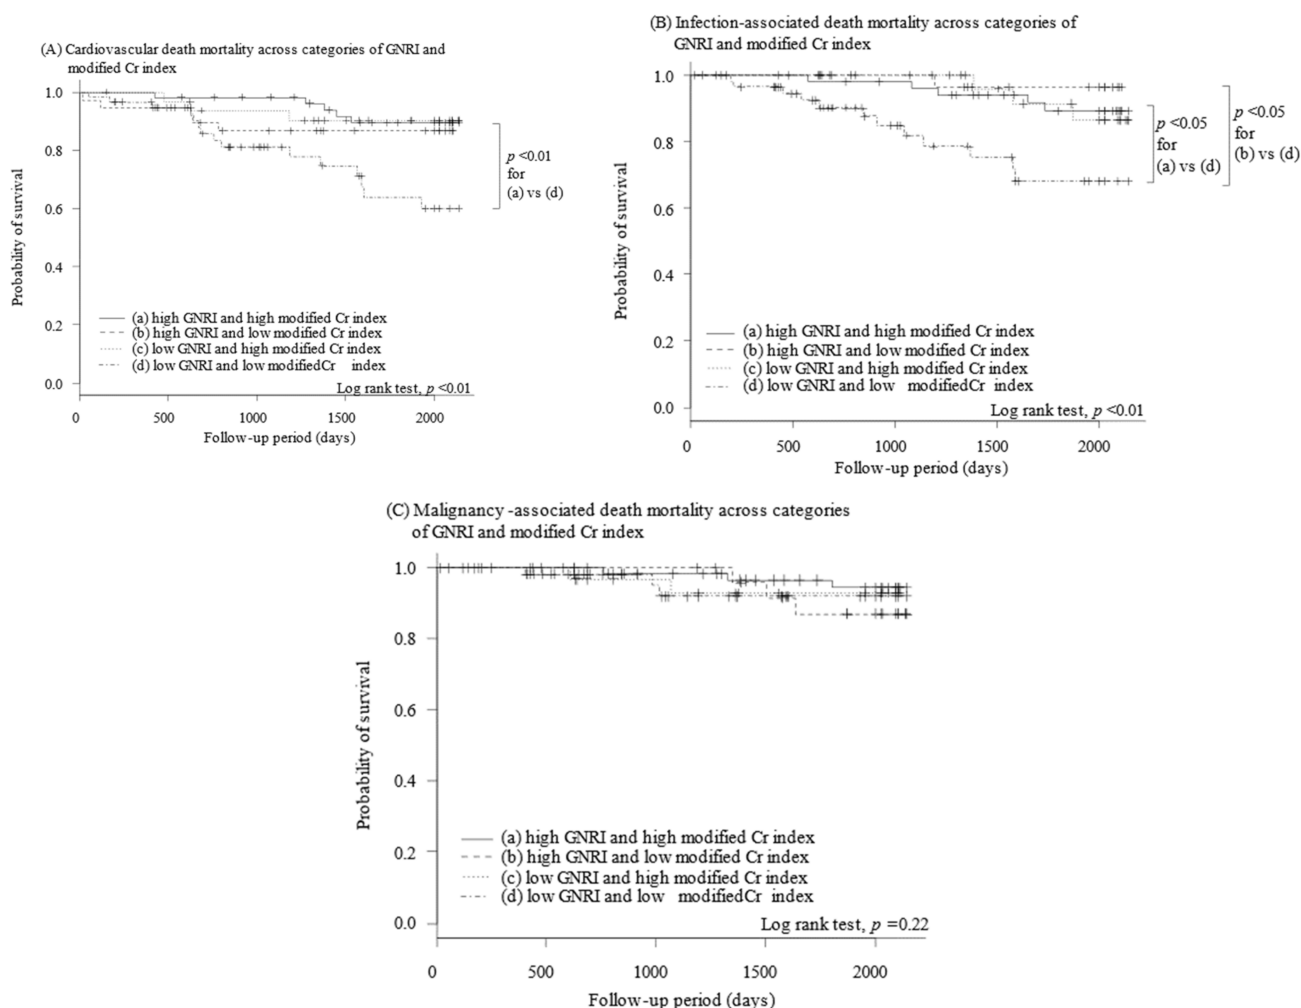 (A) Cardiovascular death mortality across categories of GNRI and
modified Cr index
Probability of survival
1.0
0.8
0.6
0.4
0.2
0.0
p <0.01
for
(a) vs (d)
(a) high GNRI and high modified Cr index
(b) high GNRI and low modified Cr index
(c) low GNRI and high modified Cr index
(d) low GNRI and low modifiedCr index
Log rank test, p <0.01
0 500 1000 1500 2000
Follow-up period (days)
(B) Infection-associated death mortality across categories of
GNRI and modified Cr index
Probability of survival
1.0
0.8
0.6
0.4
0.2
0.0
p <0.05
for
(a) vs (d)
p <0.05
for
(b) vs (d)
(a) high GNRI and high modified Cr index
(b) high GNRI and low modified Cr index
(c) low GNRI and high modified Cr index
(d) low GNRI and low modifiedCr index
Log rank test, p <0.01
0 500 1000 1500 2000
Follow-up period (days)
(C) Malignancy -associated death mortality across categories
of GNRI and modified Cr index
Probability of survival
1.0
0.8
0.6
0.4
0.2
0.0
(a) high GNRI and high modified Cr index
(b) high GNRI and low modified Cr index
(c) low GNRI and high modified Cr index
(d) low GNRI and low modifiedCr index
Log rank test, p =0.22
0 500 1000 1500 2000
Follow-up period (days)